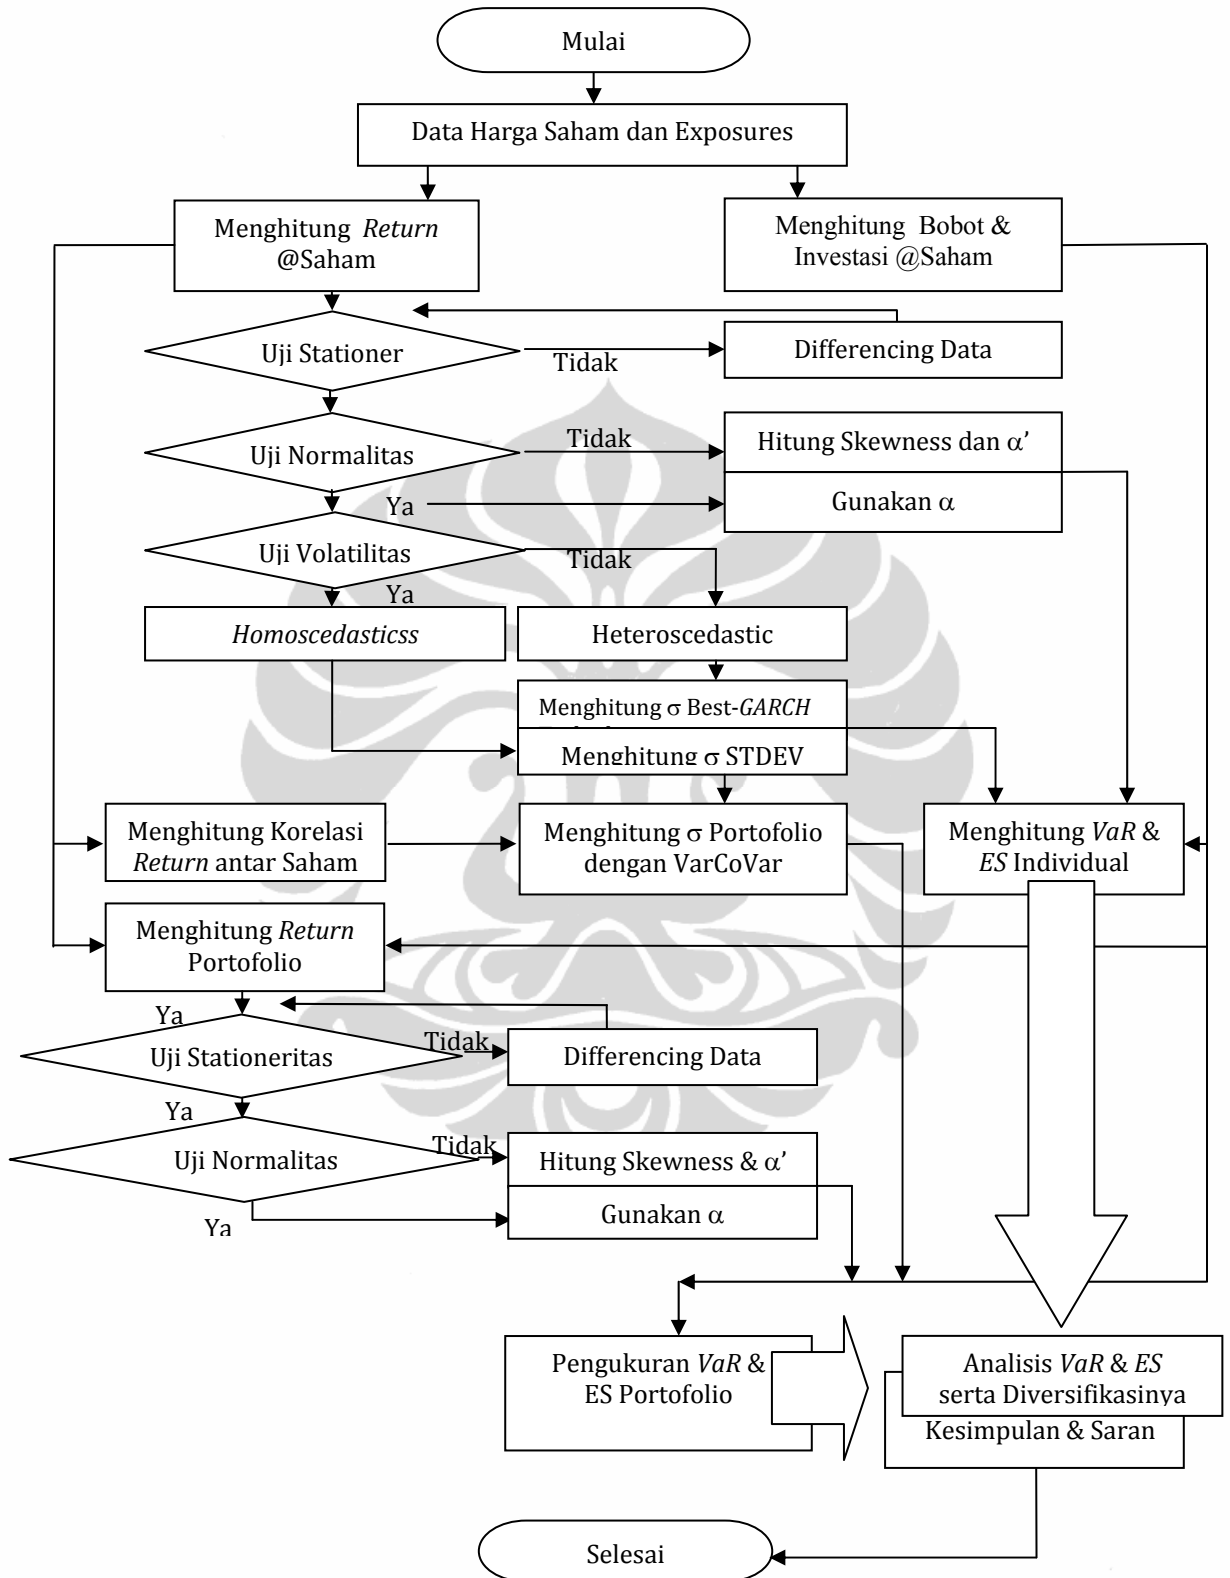 Mulai
Data Harga Saham dan Exposures
Menghitung Return
@Saham
Menghitung Bobot &
Investasi @Saham
Uji Stationer
Tidak
Differencing Data
Uji Normalitas
Tidak
Hitung Skewness dan α’
Ya
Gunakan α
Uji Volatilitas
Tidak
Ya
Homoscedasticss
Heteroscedastic
Menghitung σ Best-GARCH
Menghitung σ STDEV
Menghitung Korelasi
Return antar Saham
Menghitung σ Portofolio
dengan VarCoVar
Menghitung VaR &
ES Individual
Menghitung Return
Portofolio
Ya
Uji Stationeritas
Tidak
Differencing Data
Ya
Uji Normalitas
Tidak
Hitung Skewness & α’
Ya
Gunakan α
Pengukuran VaR &
ES Portofolio
Analisis VaR & ES
serta Diversifikasinya
Kesimpulan & Saran
Selesai